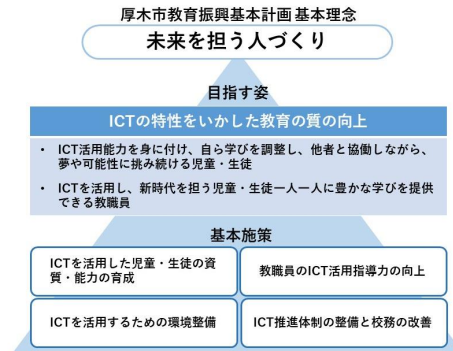 厚木市教育振興基本計画 基本理念
未来を担う人づくり
目指す姿
ICTの特性をいかした教育の質の向上
• ICT活用能力を身に付け、自ら学びを調整し、他者と協働しながら、
夢や可能性に挑み続ける児童・生徒
• ICTを活用し、新時代を担う児童・生徒一人一人に豊かな学びを提供
できる教職員
基本施策
ICTを活用した児童・生徒の資
質・能力の育成
教職員のICT活用指導力の向上
ICTを活用するための環境整備
ICT推進体制の整備と校務の改善